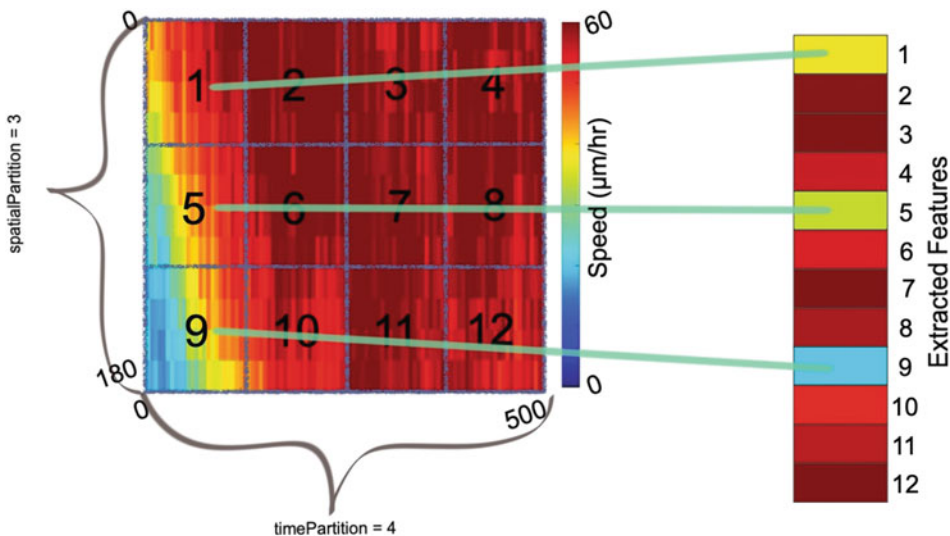 spatialPartition = 3
0
180
0
500
timePartition = 4
1 2 3 4
5 6 7 8
9 10 11 12
60
Speed (µm/hr)
0
1
2
3
4
5
6
7
8
9
10
11
12
Extracted Features